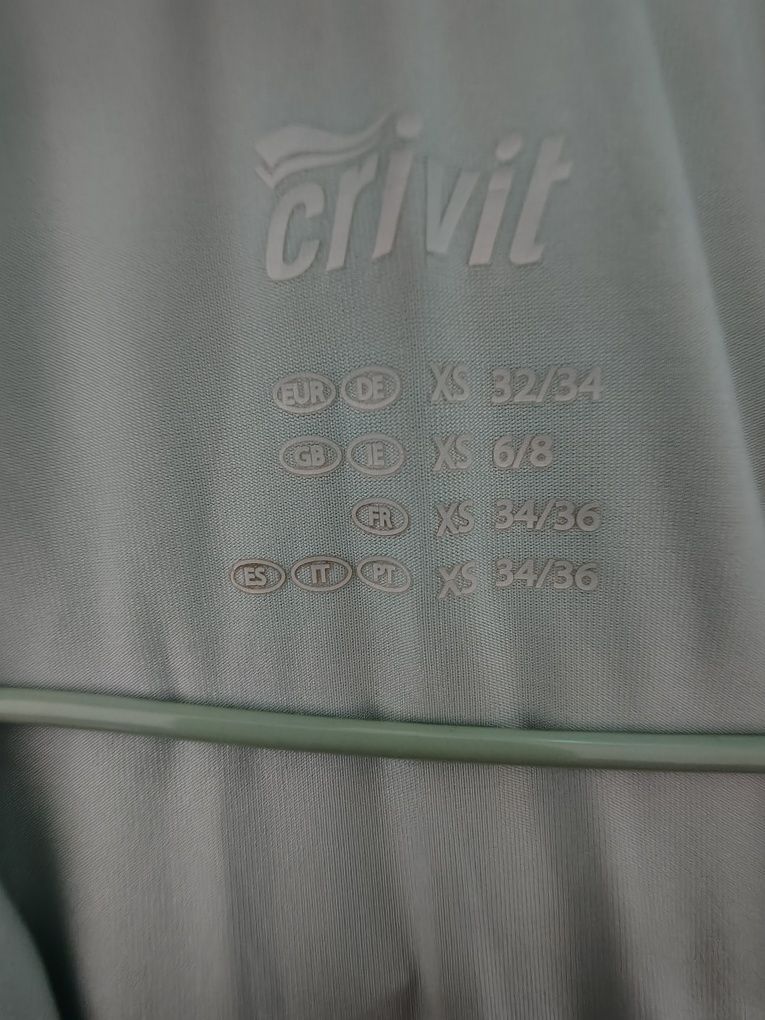 crivit
EUR DE XS 32/34
GB IE XS 6/8
FR XS 34/36
ES IT PT XS 34/36